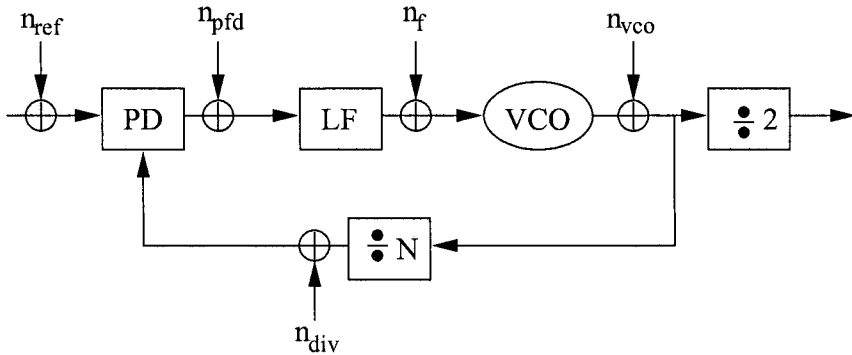 n_ref
n_pfd
n_f
n_vco
PD
LF
VCO
÷ 2
÷ N
n_div